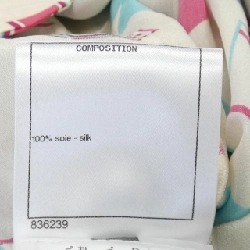 COMPOSITION
100% soie - silk
836239